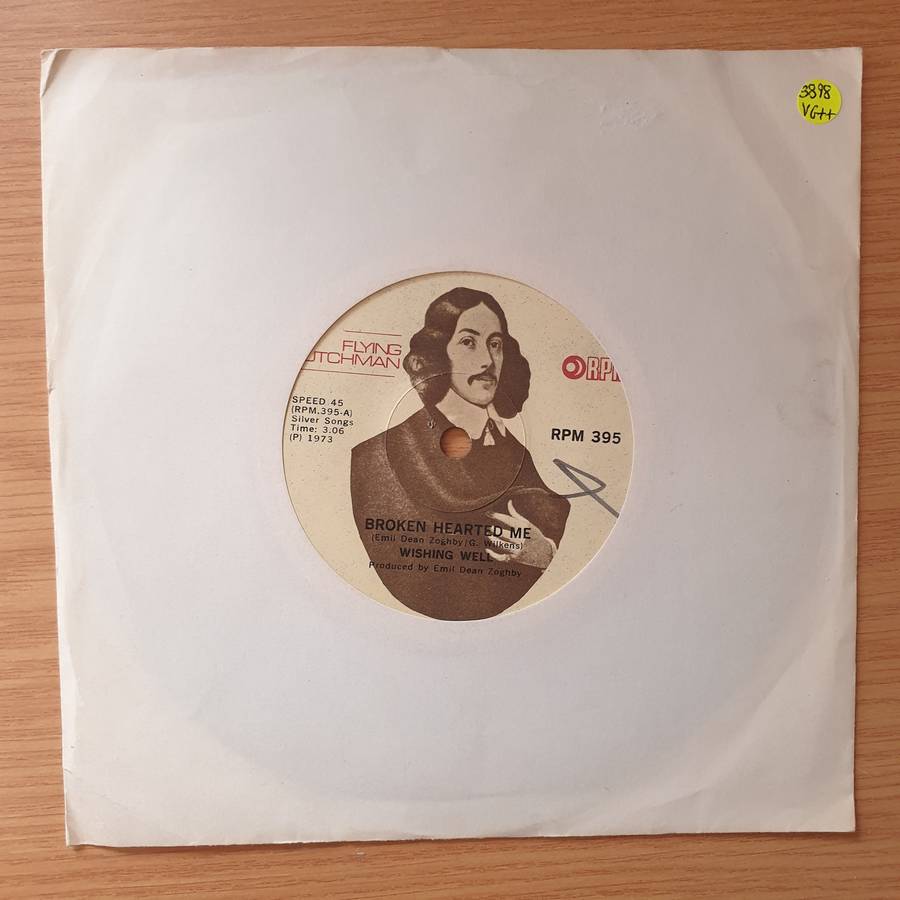 3898
VG++
FLYING
UTCHMAN
RPM
SPEED 45
(RPM.395-A)
Silver Songs
Time: 3.06
(P) 1973
RPM 395
BROKEN HEARTED ME
(Emil Dean Zoghby/G. Wilkens)
WISHING WELL
Produced by Emil Dean Zoghby